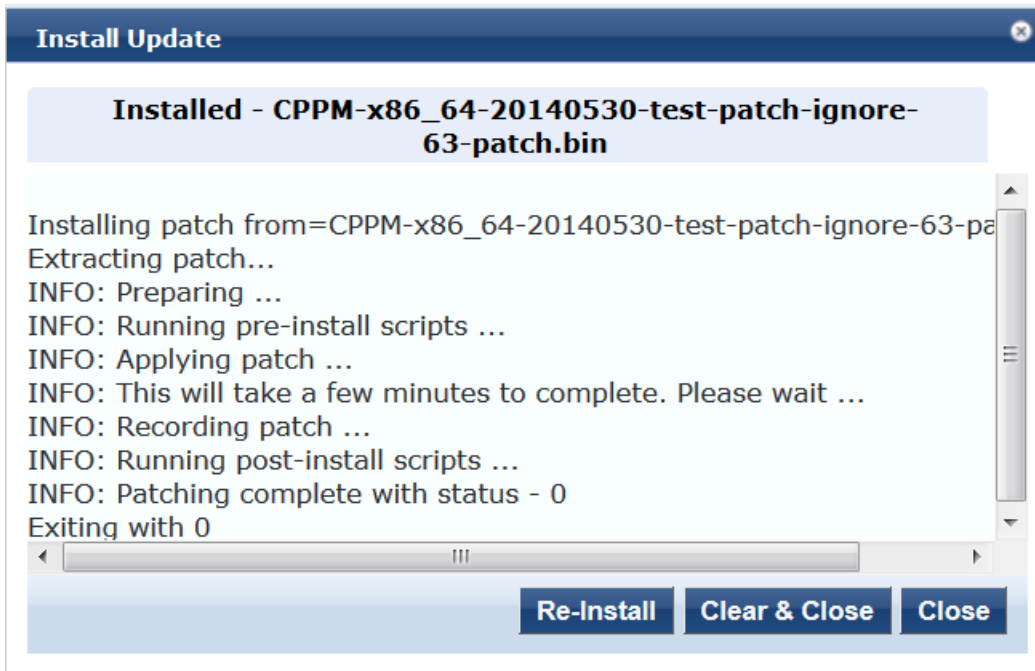 Install Update
Installed - CPPM-x86_64-20140530-test-patch-ignore-
63-patch.bin
Installing patch from=CPPM-x86_64-20140530-test-patch-ignore-63-pa
Extracting patch...
INFO: Preparing ...
INFO: Running pre-install scripts ...
INFO: Applying patch ...
INFO: This will take a few minutes to complete. Please wait ...
INFO: Recording patch ...
INFO: Running post-install scripts ...
INFO: Patching complete with status - 0
Exiting with 0
Re-Install Clear & Close Close